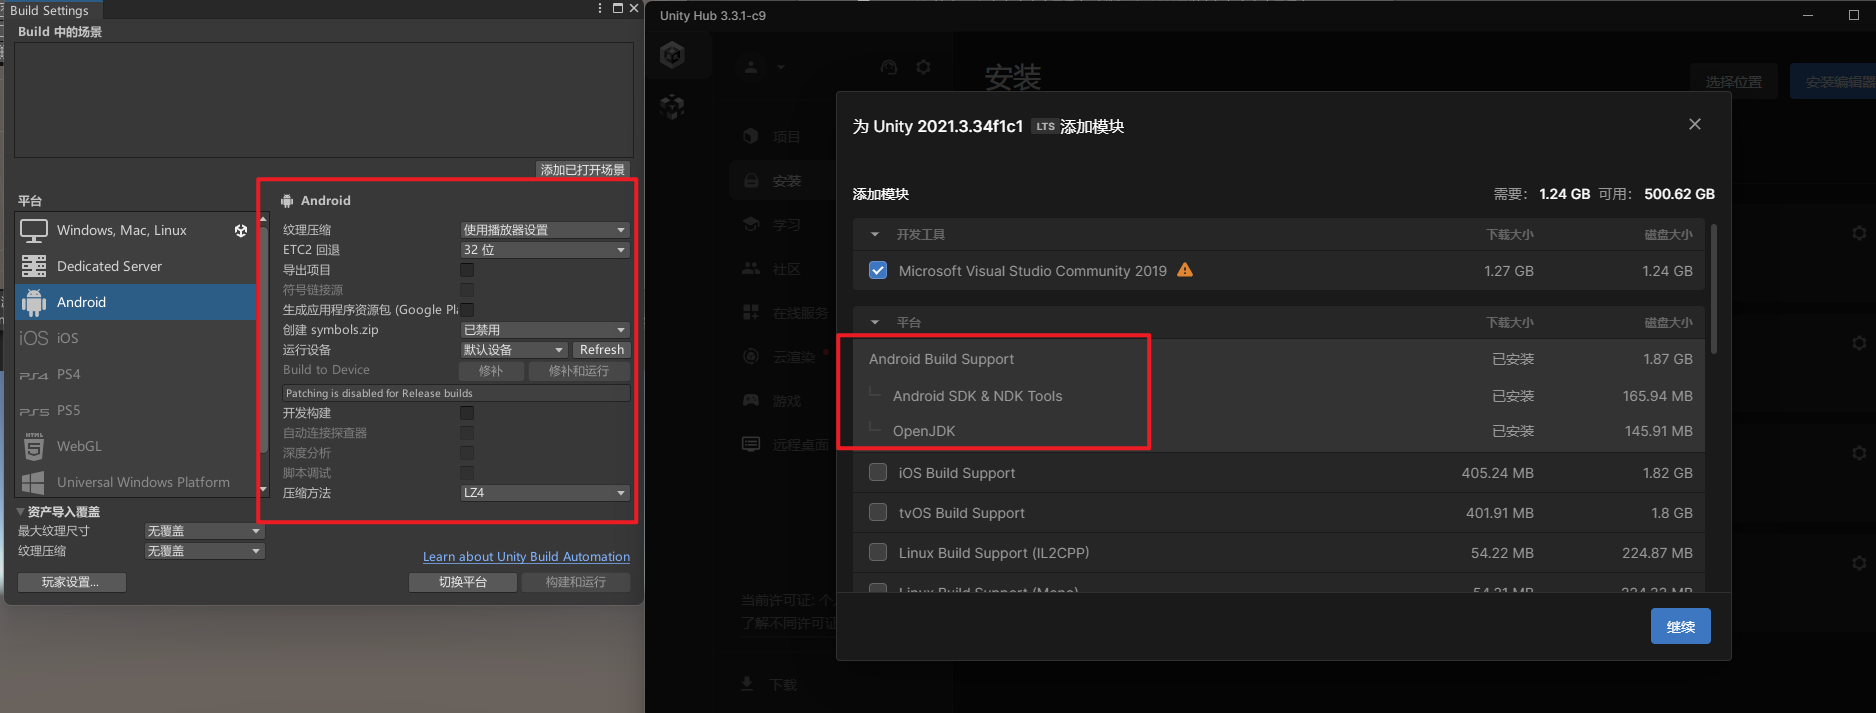 Build Settings
Build 中的场景
添加已打开场景
平台
Windows, Mac, Linux
Dedicated Server
Android
iOS iOS
PS4 PS4
PS5 PS5
HTML 5 WebGL
Universal Windows Platform
Android
纹理压缩 使用播放器设置
ETC2 回退 32 位
导出项目
符号链接源
生成应用程序资源包 (Google Pl
创建 symbols.zip 已禁用
运行设备 默认设备 Refresh
Build to Device 修补 修补和运行
Patching is disabled for Release builds
开发构建
自动连接探查器
深度分析
脚本调试
压缩方法 LZ4
资产导入覆盖
最大纹理尺寸 无覆盖
纹理压缩 无覆盖
Learn about Unity Build Automation
玩家设置... 切换平台 构建和运行
Unity Hub 3.3.1-c9
安装
选择位置 安装编辑器
项目
安装
学习
社区
在线服务
云渲染
游戏
远程桌面
当前许可证: 个
了解不同许可证
下载
为 Unity 2021.3.34f1c1 LTS 添加模块
添加模块 需要: 1.24 GB 可用: 500.62 GB
开发工具 下载大小 磁盘大小
Microsoft Visual Studio Community 2019 1.27 GB 1.24 GB
平台 下载大小 磁盘大小
Android Build Support 已安装 1.87 GB
Android SDK & NDK Tools 已安装 165.94 MB
OpenJDK 已安装 145.91 MB
iOS Build Support 405.24 MB 1.82 GB
tvOS Build Support 401.91 MB 1.8 GB
Linux Build Support (IL2CPP) 54.22 MB 224.87 MB
Linux Build Support (Mono) 54.21 MB 224.22 MB
继续